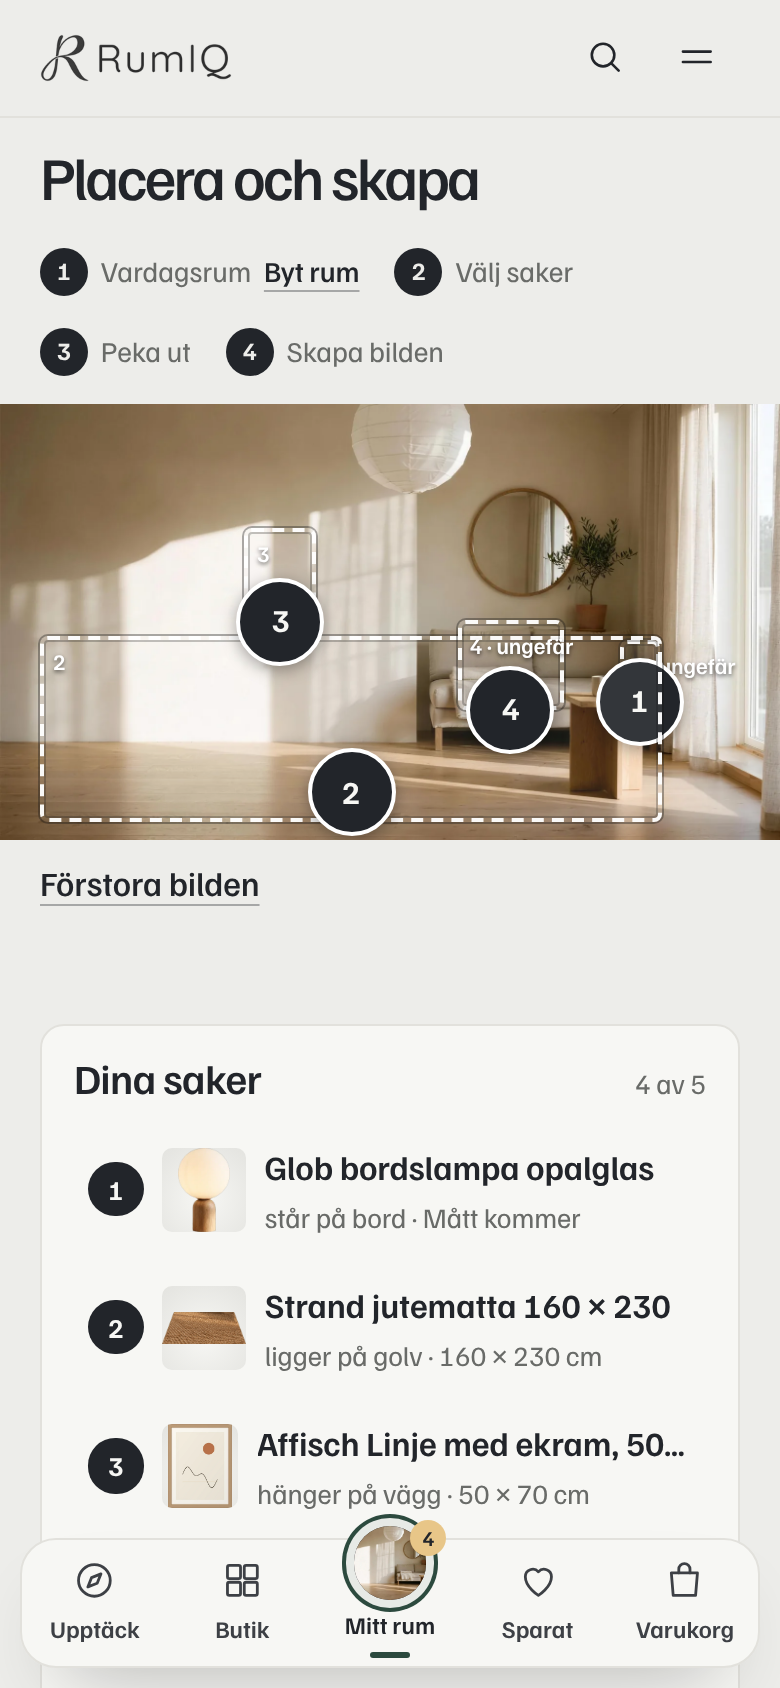 RumIQ
Placera och skapa
1 Vardagsrum Byt rum 2 Välj saker
3 Peka ut 4 Skapa bilden
3
3
2
4 · ungefär
ungefär
4
1
2
Förstora bilden
Dina saker 4 av 5
1 Glob bordslampa opalglas
står på bord · Mått kommer
2 Strand jutematta 160 × 230
ligger på golv · 160 × 230 cm
3 Affisch Linje med ekram, 50...
hänger på vägg · 50 × 70 cm
4
Upptäck Butik Mitt rum Sparat Varukorg